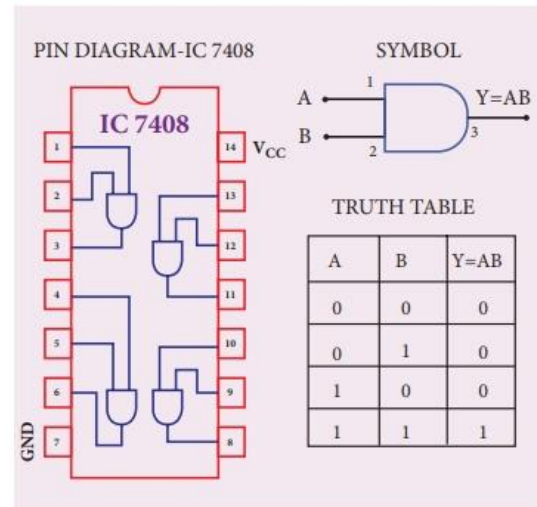 PIN DIAGRAM-IC 7408
IC 7408
1
2
3
4
5
6
7
GND
14 VCC
13
12
11
10
9
8
SYMBOL
A
B
1
2
3
Y=AB
TRUTH TABLE
A B Y=AB
0 0 0
0 1 0
1 0 0
1 1 1